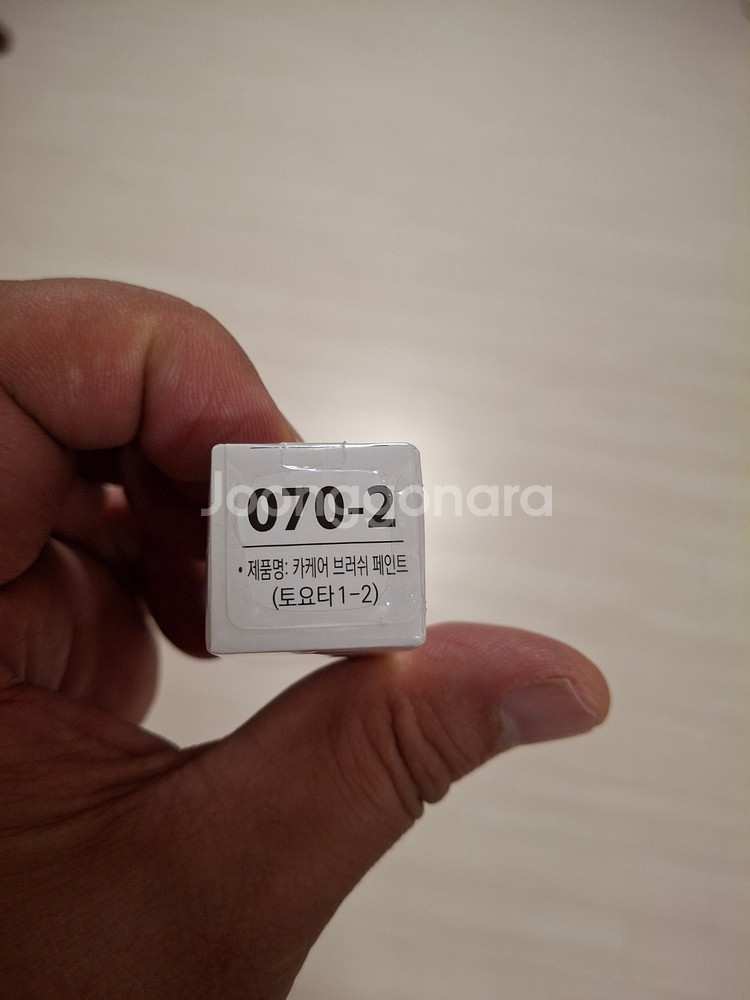 Joonggonara
070-2
• 제품명: 카케어 브러쉬 페인트
(토요타1-2)